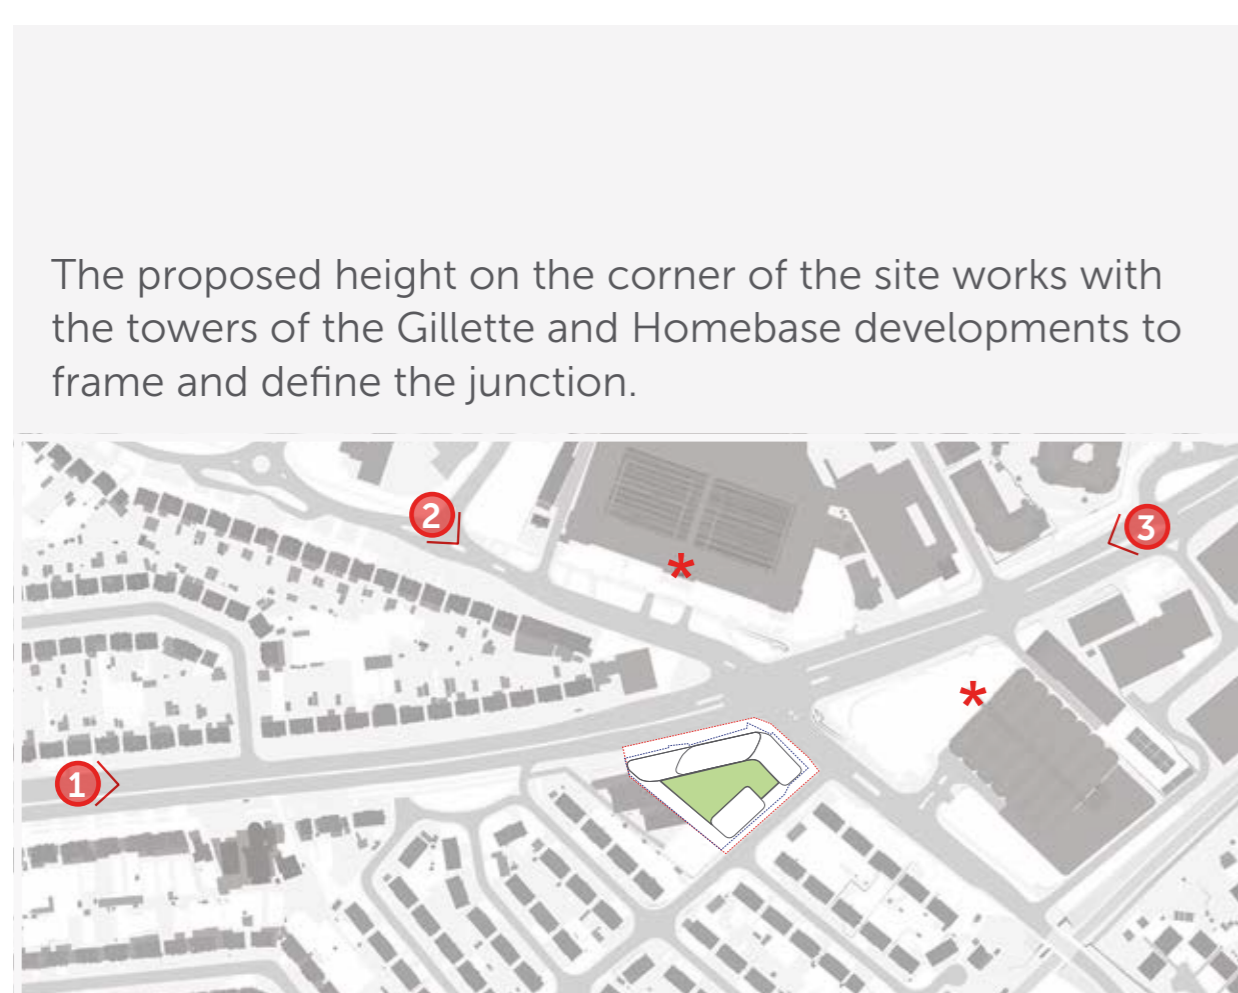 The proposed height on the corner of the site works with
the towers of the Gillette and Homebase developments to
frame and define the junction.
2
3
*
*
1